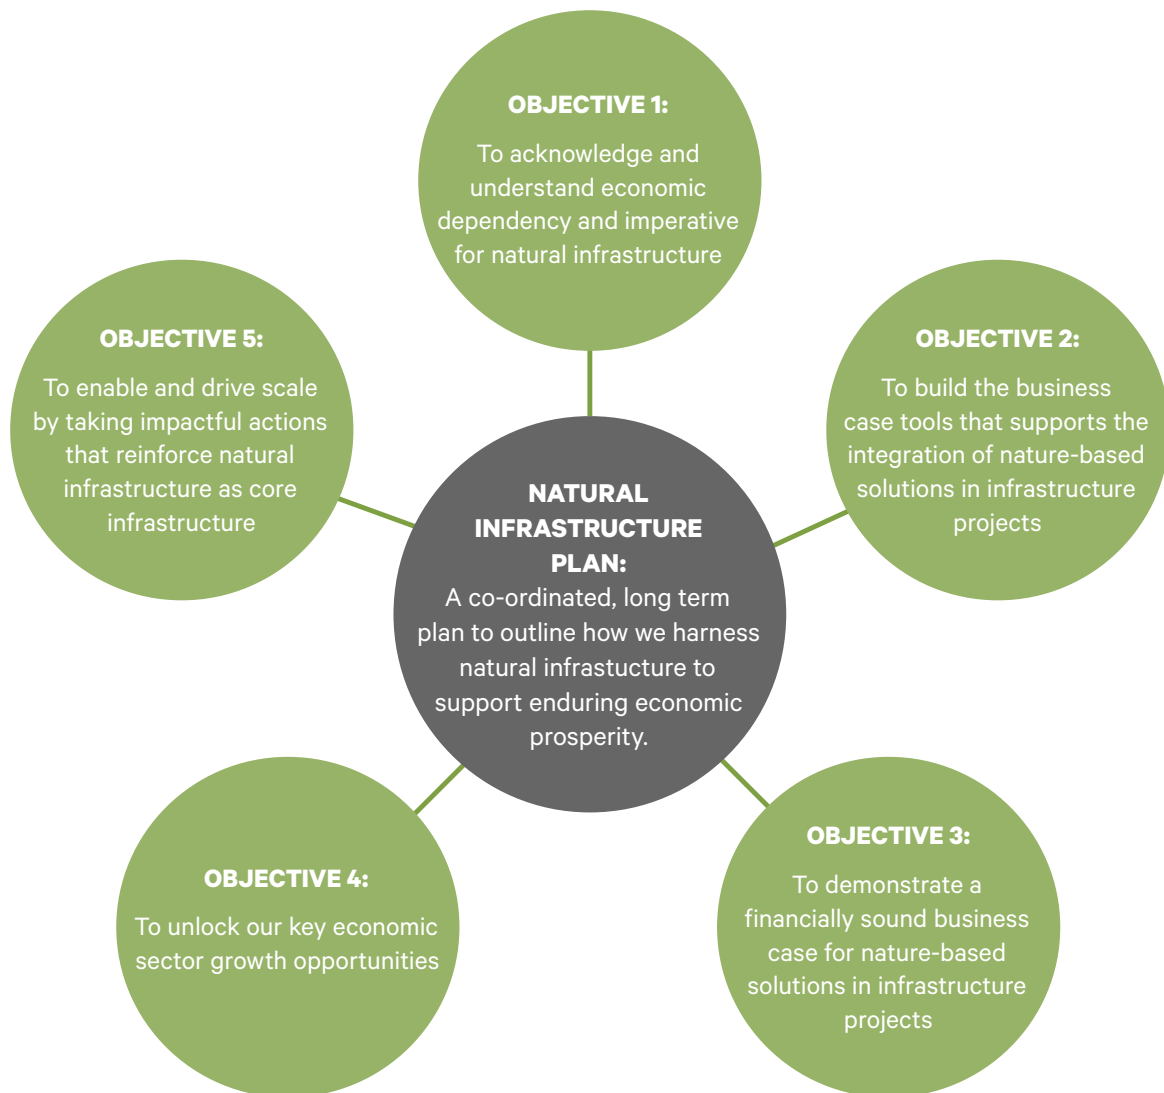 OBJECTIVE 1:
To acknowledge and
understand economic
dependency and imperative
for natural infrastructure
OBJECTIVE 2:
To build the business
case tools that supports the
integration of nature-based
solutions in infrastructure
projects
OBJECTIVE 3:
To demonstrate a
financially sound business
case for nature-based
solutions in infrastructure
projects
OBJECTIVE 4:
To unlock our key economic
sector growth opportunities
OBJECTIVE 5:
To enable and drive scale
by taking impactful actions
that reinforce natural
infrastructure as core
infrastructure
NATURAL
INFRASTRUCTURE
PLAN:
A co-ordinated, long term
plan to outline how we harness
natural infrastucture to
support enduring economic
prosperity.